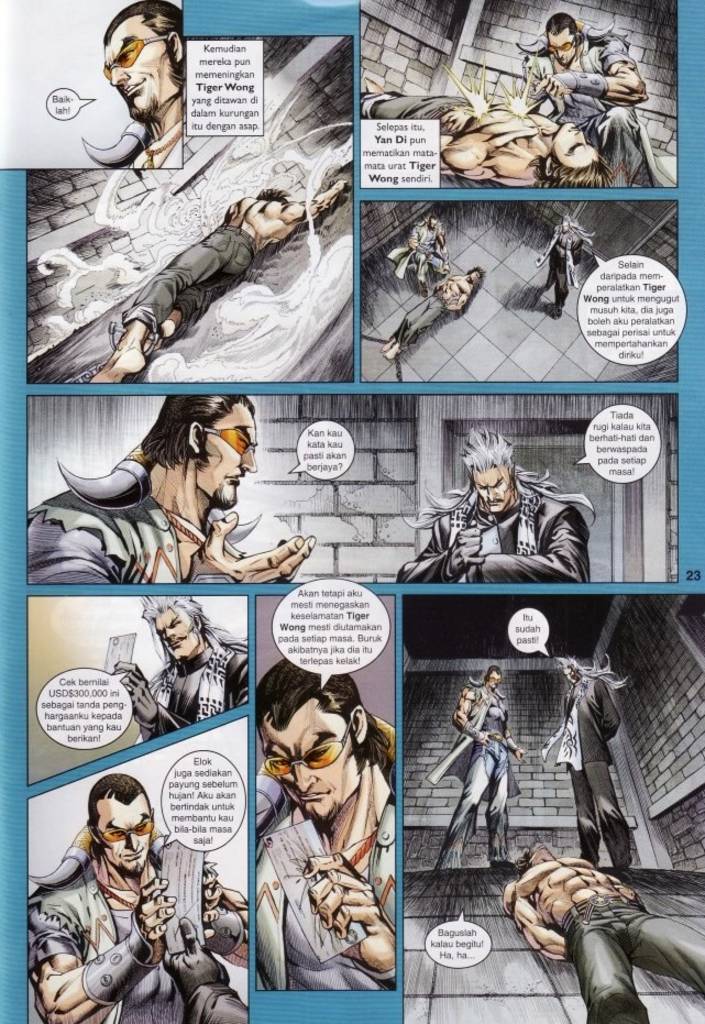 Baik-
lah!
Kemudian
mereka pun
memeningkan
Tiger Wong
yang ditawan di
dalam kurungan
itu dengan asap.
Selepas itu,
Yan Di pun
mematikan mata-
mata urat Tiger
Wong sendiri.
Selain
daripada mem-
peralatkan Tiger
Wong untuk mengugut
musuh kita, dia juga
boleh aku peralatkan
sebagai perisai untuk
mempertahankan
diriku!
Kan kau
kata kau
pasti akan
berjaya?
Tiada
rugi kalau kita
berhati-hati dan
berwaspada
pada setiap
masa!
23
Cek bernilai
USD$300,000 ini
sebagai tanda peng-
hargaanku kepada
bantuan yang kau
berikan!
Elok
juga sediakan
payung sebelum
hujan! Aku akan
bertindak untuk
membantu kau
bila-bila masa
saja!
Akan tetapi aku
mesti menegaskan
keselamatan Tiger
Wong mesti diutamakan
pada setiap masa. Buruk
akibatnya jika dia itu
terlepas kelak!
Itu
sudah
pasti!
Baguslah
kalau begitu!
Ha, ha...